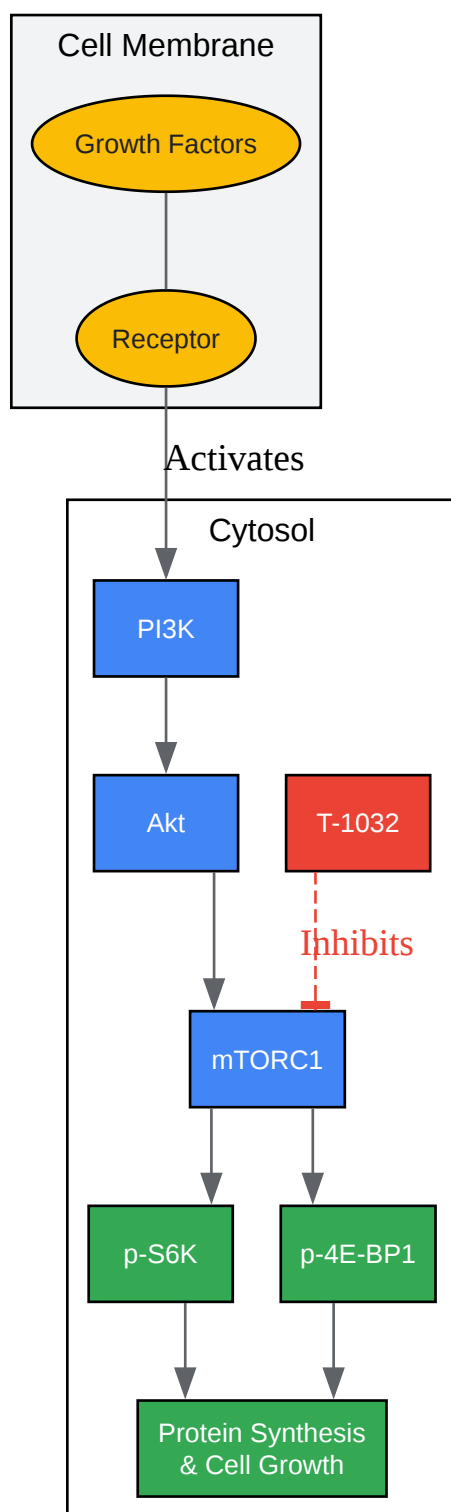 Cell Membrane
Growth Factors
Receptor
Activates
Cytosol
PI3K
Akt
T-1032
Inhibits
mTORC1
p-S6K
p-4E-BP1
Protein Synthesis
& Cell Growth